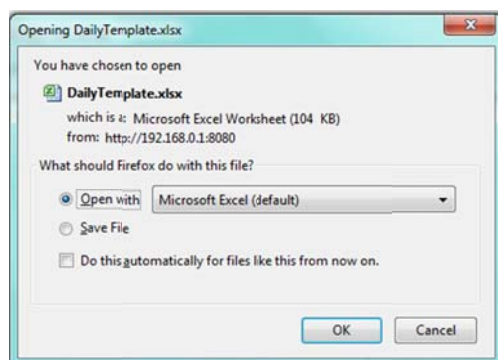 Opening DailyTemplate.xlsx
You have chosen to open
DailyTemplate.xlsx
which is a: Microsoft Excel Worksheet (104 KB)
from: http://192.168.0.1:8080
What should Firefox do with this file?
Open with Microsoft Excel (default)
Save File
Do this automatically for files like this from now on.
OK Cancel